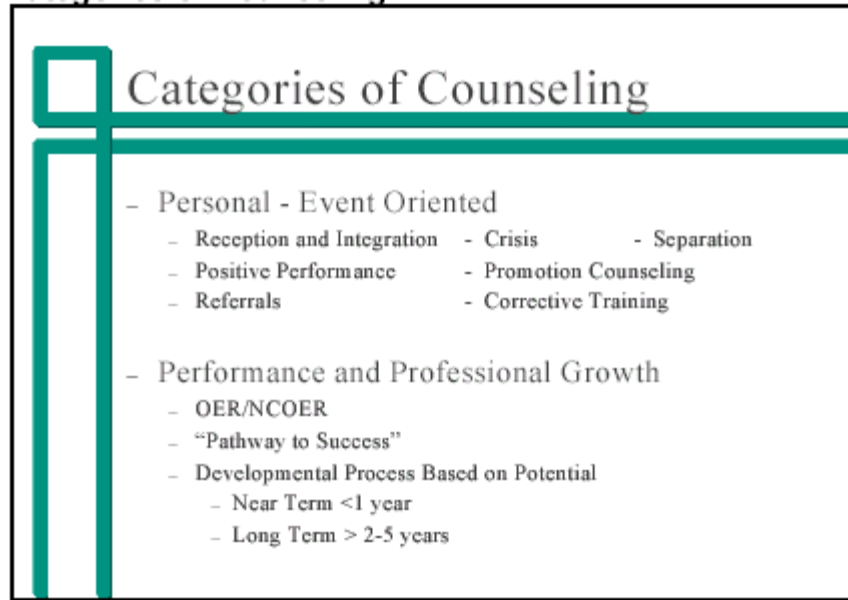 Categories of Counseling
– Personal - Event Oriented
– Reception and Integration - Crisis - Separation
– Positive Performance - Promotion Counseling
– Referrals - Corrective Training
– Performance and Professional Growth
– OER/NCOER
– “Pathway to Success”
– Developmental Process Based on Potential
– Near Term <1 year
– Long Term > 2-5 years